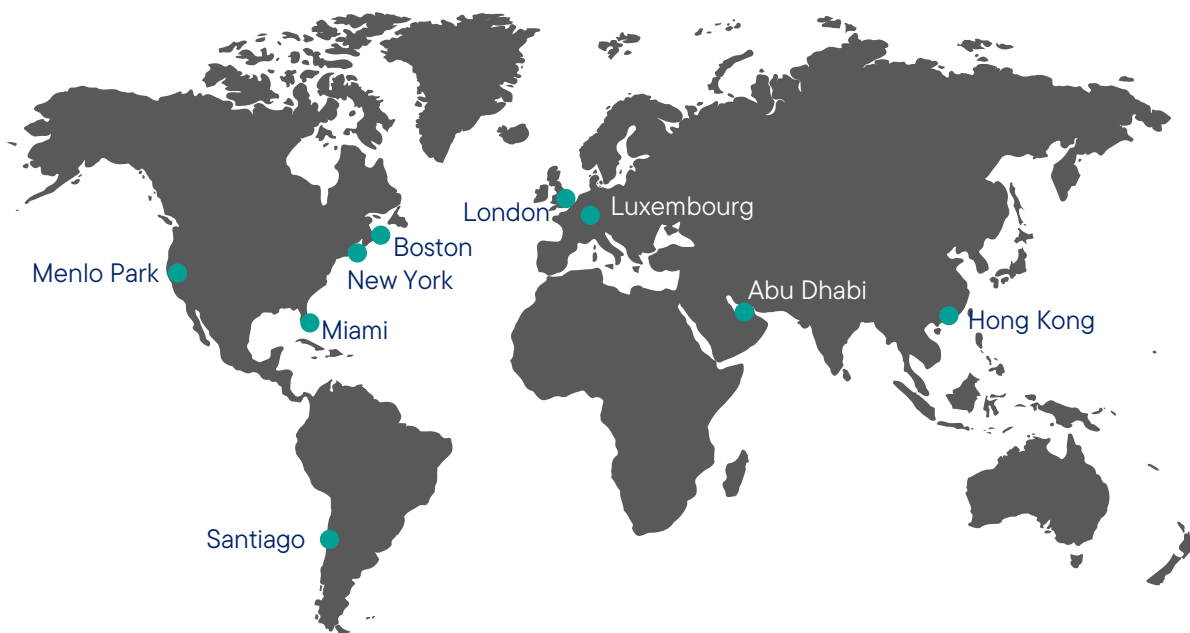 London
Luxembourg
Boston
New York
Menlo Park
Abu Dhabi
Miami
Hong Kong
Santiago